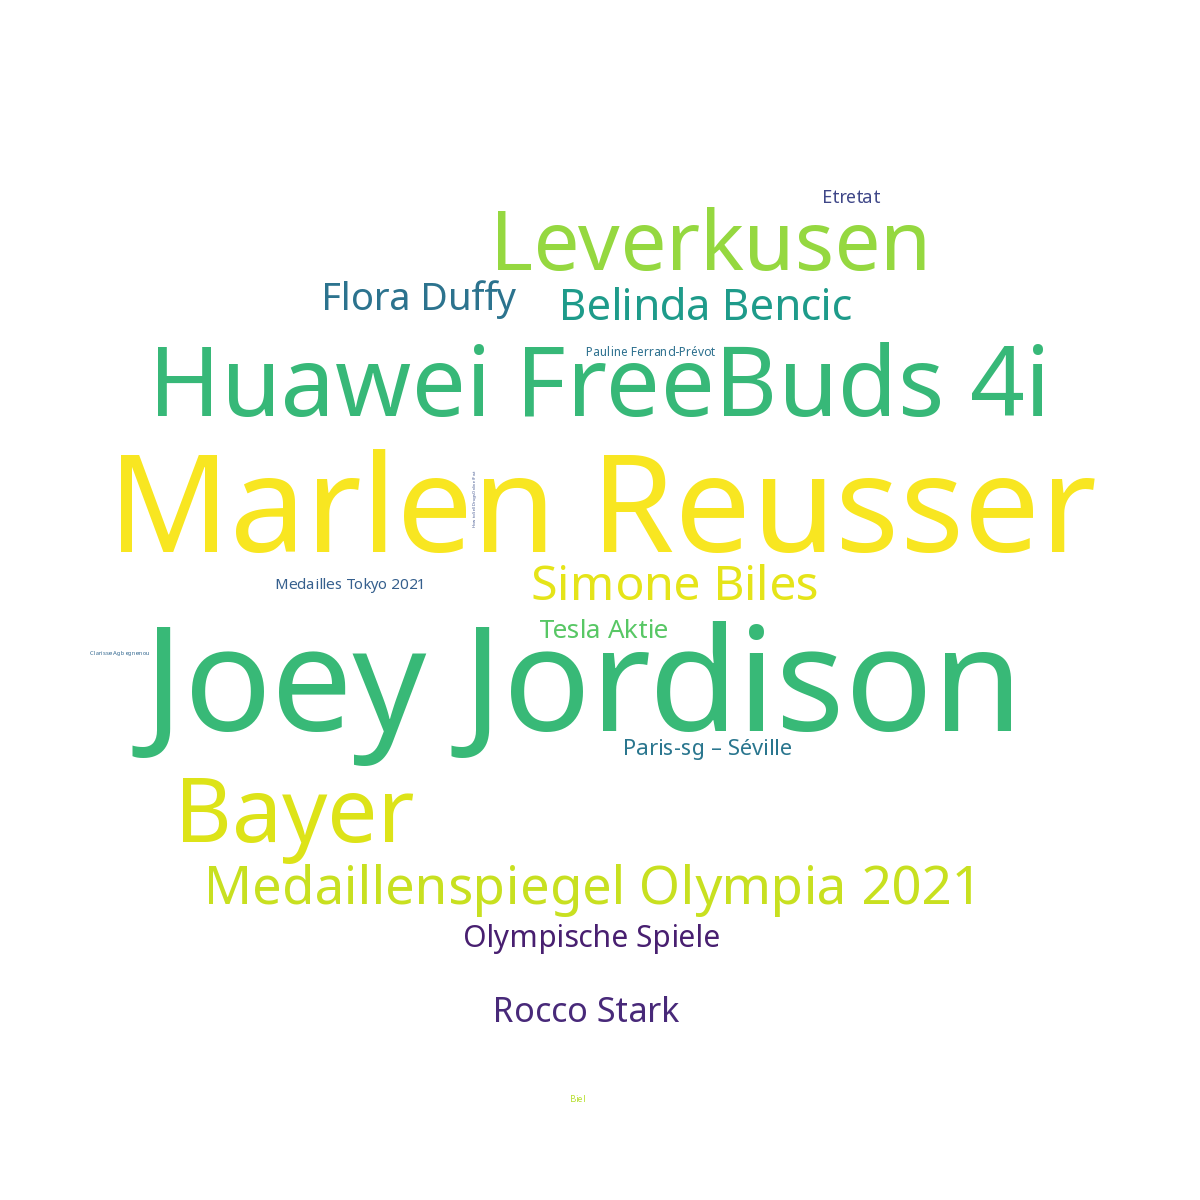 Etretat
Leverkusen
Flora Duffy
Belinda Bencic
Pauline Ferrand-Prévot
Huawei FreeBuds 4i
Marlen Reusser
Simone Biles
Medailles Tokyo 2021
Tesla Aktie
Clarisse Agbegnenou
Joey Jordison
Paris-sg – Séville
Bayer
Medaillenspiegel Olympia 2021
Olympische Spiele
Rocco Stark
Biel